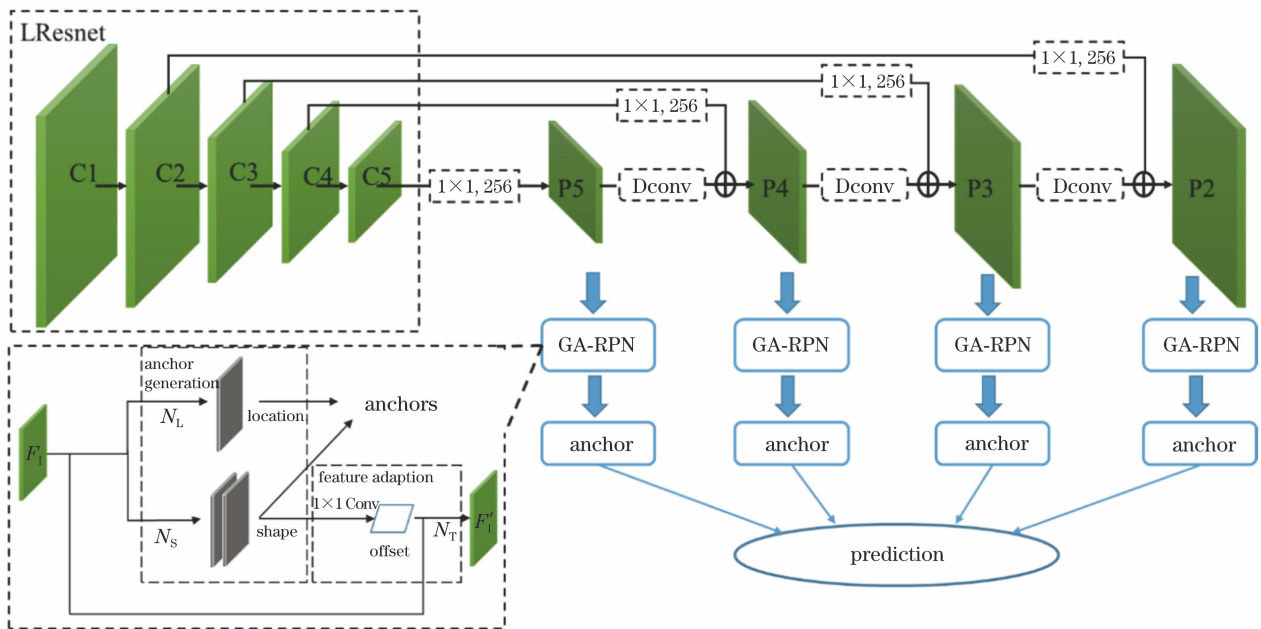 LResnet
1×1, 256
1×1, 256
1×1, 256
C1
C2
C3
C4
C5
1×1, 256
P5
Dconv
P4
Dconv
P3
Dconv
P2
GA-RPN
GA-RPN
GA-RPN
GA-RPN
anchor
anchor
anchor
anchor
prediction
anchor
generation
N_L
location
anchors
F_1
feature adaption
1×1 Conv
N_S
shape
offset
N_T
F_1′